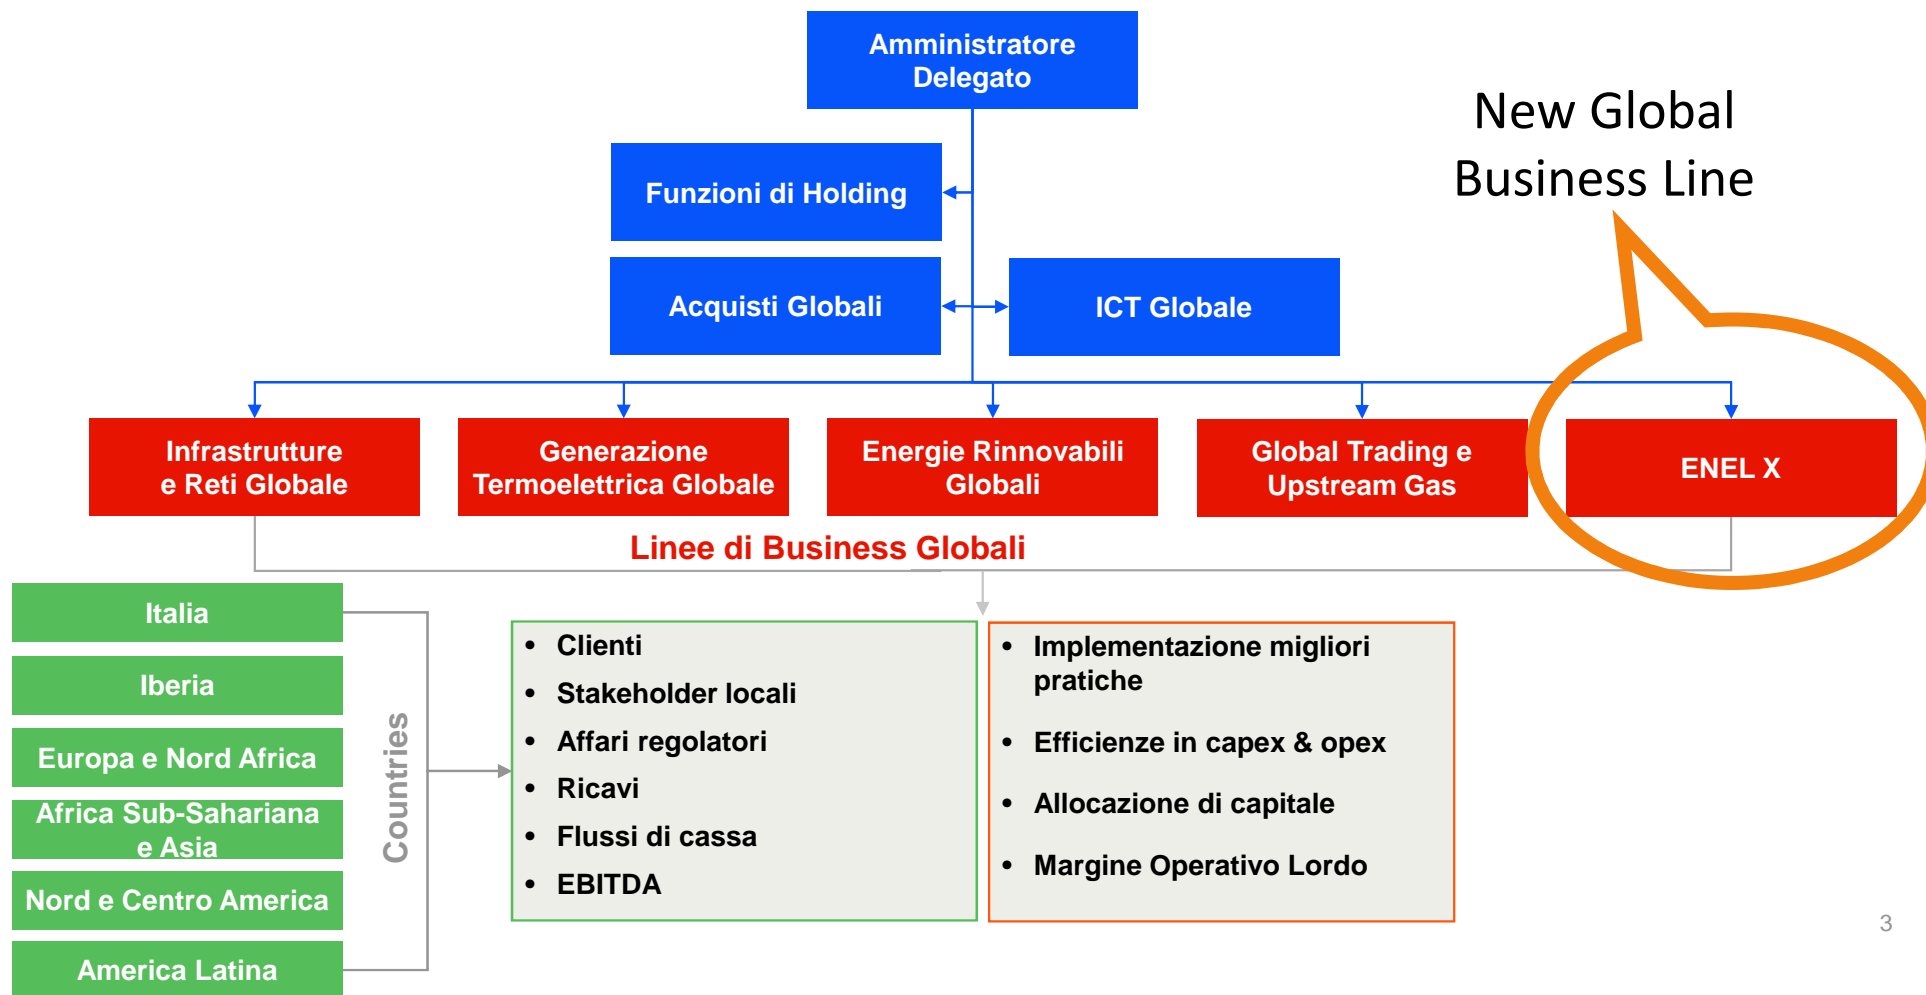 Amministratore
Delegato
New Global
Business Line
Funzioni di Holding
Acquisti Globali
ICT Globale
Infrastrutture
e Reti Globale
Generazione
Termoelettrica Globale
Energie Rinnovabili
Globali
Global Trading e
Upstream Gas
ENEL X
Linee di Business Globali
Italia
Iberia
Europa e Nord Africa
Africa Sub-Sahariana
e Asia
Nord e Centro America
America Latina
Countries
• Clienti
• Stakeholder locali
• Affari regolatori
• Ricavi
• Flussi di cassa
• EBITDA
• Implementazione migliori
pratiche
• Efficienze in capex & opex
• Allocazione di capitale
• Margine Operativo Lordo
3